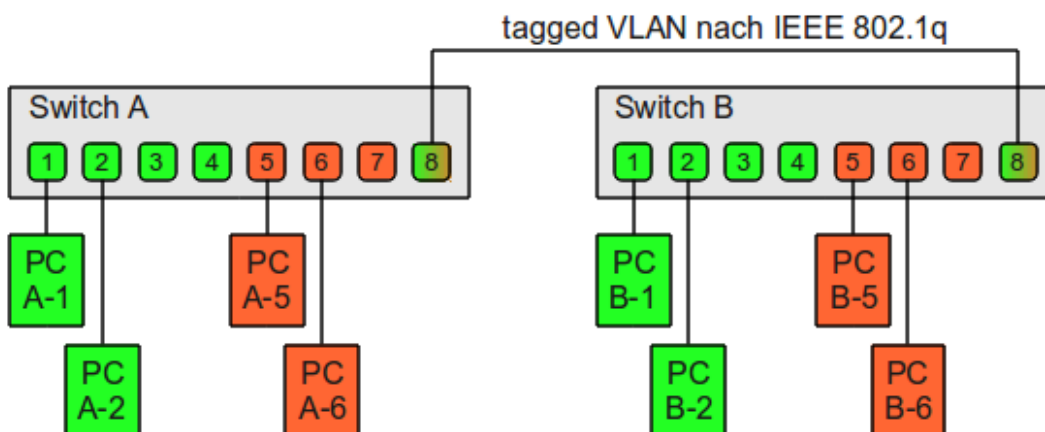 tagged VLAN nach IEEE 802.1q
Switch A
1 2 3 4 5 6 7 8
PC
A-1
PC
A-5
PC
A-2
PC
A-6
Switch B
1 2 3 4 5 6 7 8
PC
B-1
PC
B-5
PC
B-2
PC
B-6